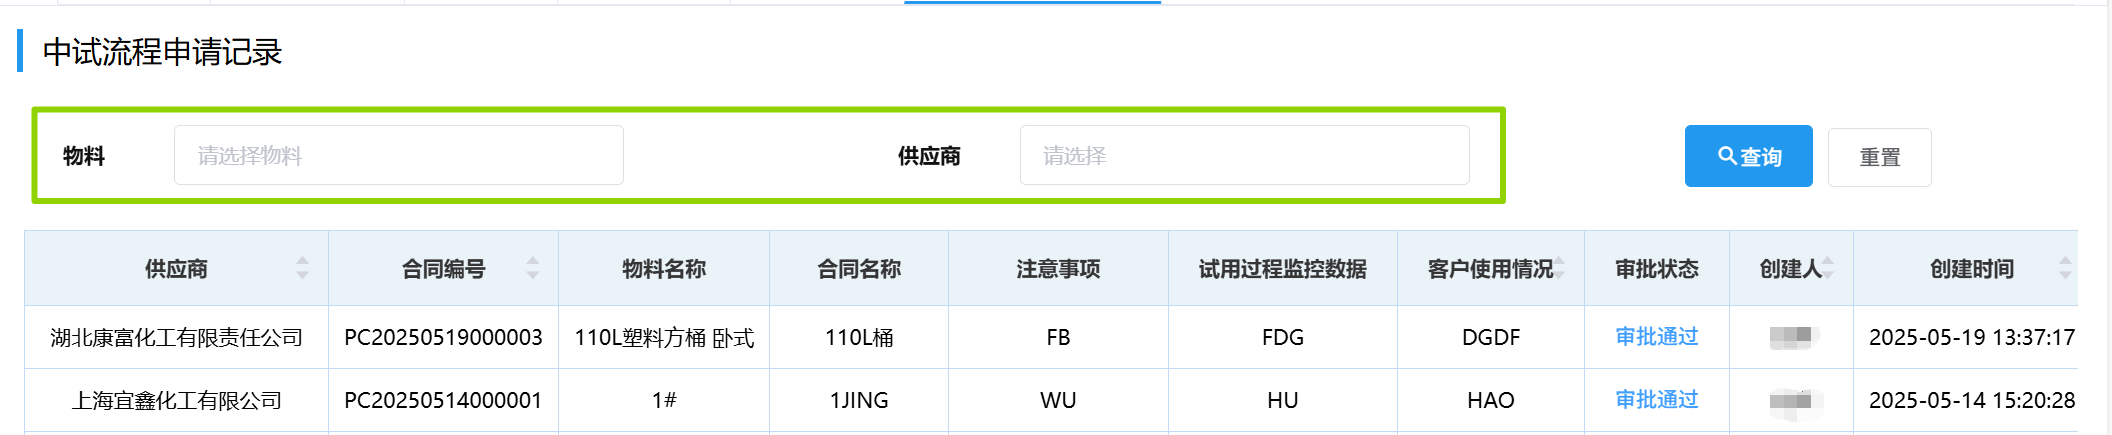 中试流程申请记录
物料 请选择物料 供应商 请选择 查询 重置
供应商 合同编号 物料名称 合同名称 注意事项 试用过程监控数据 客户使用情况 审批状态 创建人 创建时间
湖北康富化工有限责任公司 PC20250519000003 110L塑料方桶 卧式 110L桶 FB FDG DGDF 审批通过 2025-05-19 13:37:17
上海宜鑫化工有限公司 PC20250514000001 1# 1JING WU HU HAO 审批通过 2025-05-14 15:20:28